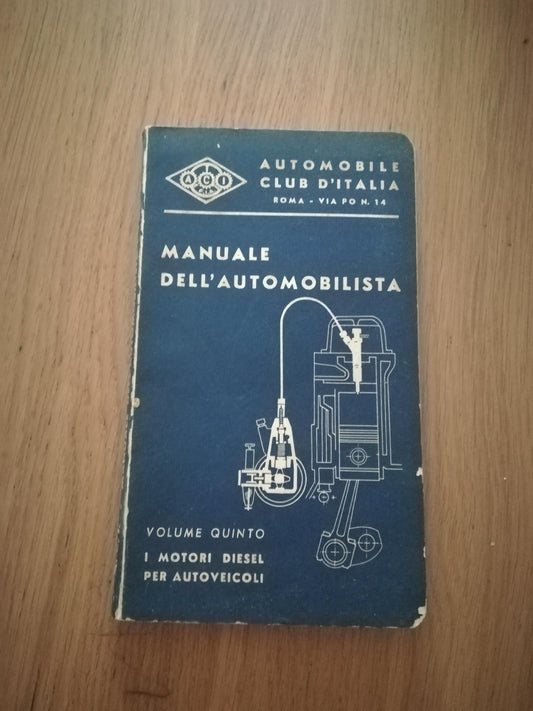 A C I
AUTOMOBILE
CLUB D'ITALIA
ROMA - VIA PO N. 14
MANUALE
DELL'AUTOMOBILISTA
VOLUME QUINTO
I MOTORI DIESEL
PER AUTOVEICOLI